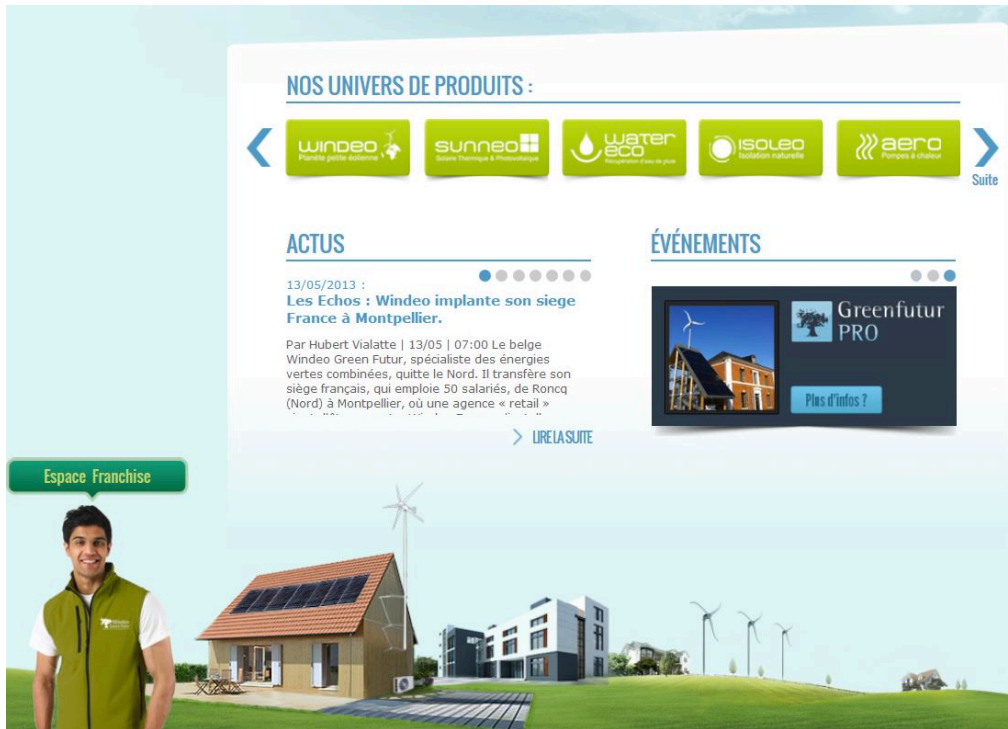 NOS UNIVERS DE PRODUITS :
WINDEO
Planète petite éolienne
SUNNEO
Solaire Thermique & Photovoltaïque
water eco
Récupération d'eau de pluie
ISOLEO
Isolation naturelle
aero
Pompes à chaleur
Suite
ACTUS
13/05/2013 :
Les Echos : Windeo implante son siege
France à Montpellier.
Par Hubert Vialatte | 13/05 | 07:00 Le belge
Windeo Green Futur, spécialiste des énergies
vertes combinées, quitte le Nord. Il transfère son
siège français, qui emploie 50 salariés, de Roncq
(Nord) à Montpellier, où une agence « retail »
LIRE LA SUITE
ÉVÉNEMENTS
Greenfutur
PRO
Plus d'infos ?
Espace Franchise
Windeo